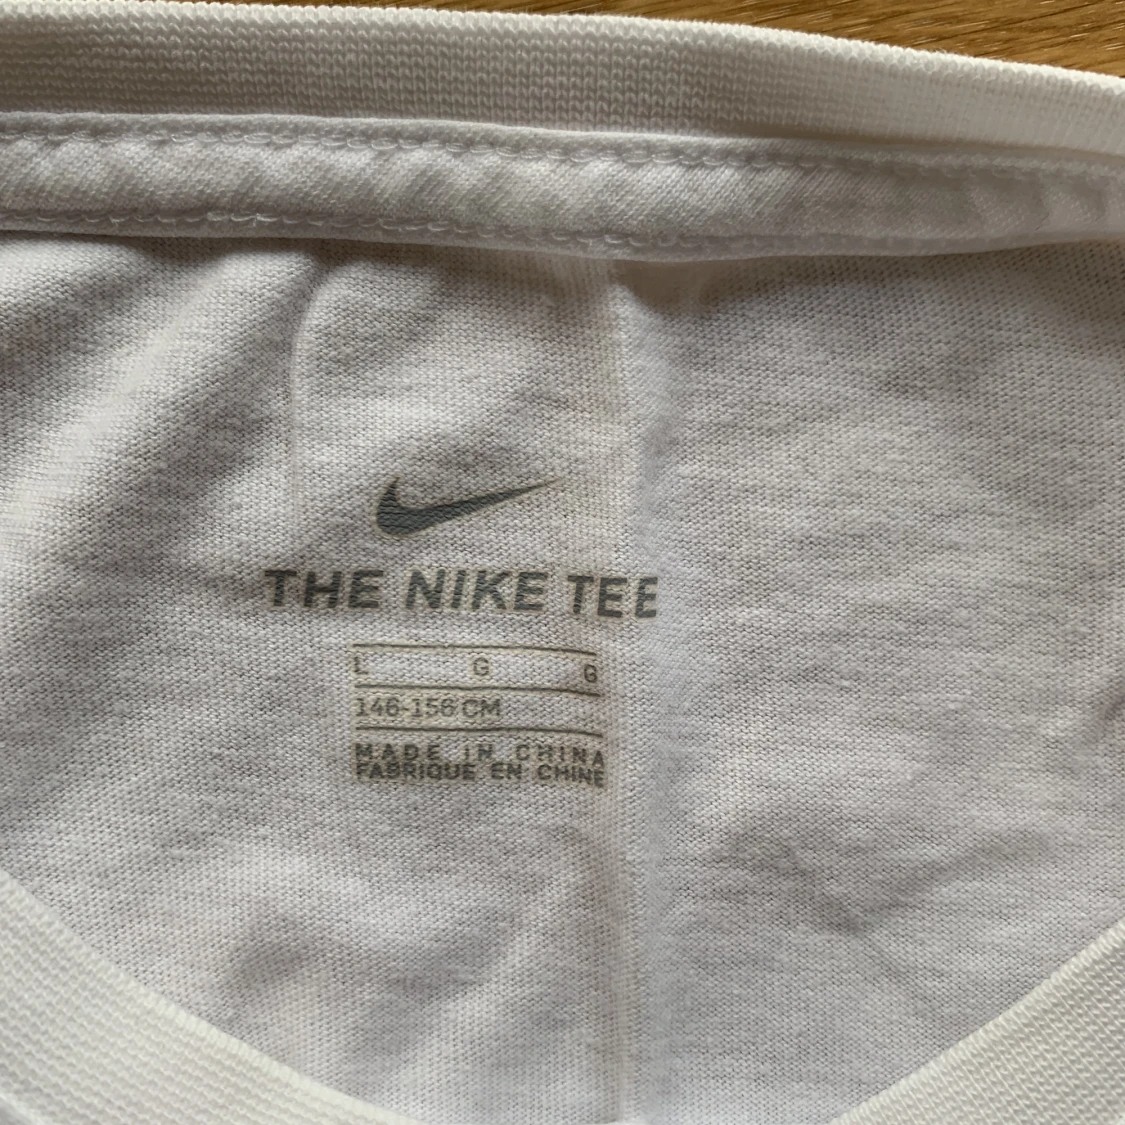 THE NIKE TEE
L G G
146-156 CM
MADE IN CHINA
FABRIQUE EN CHINE